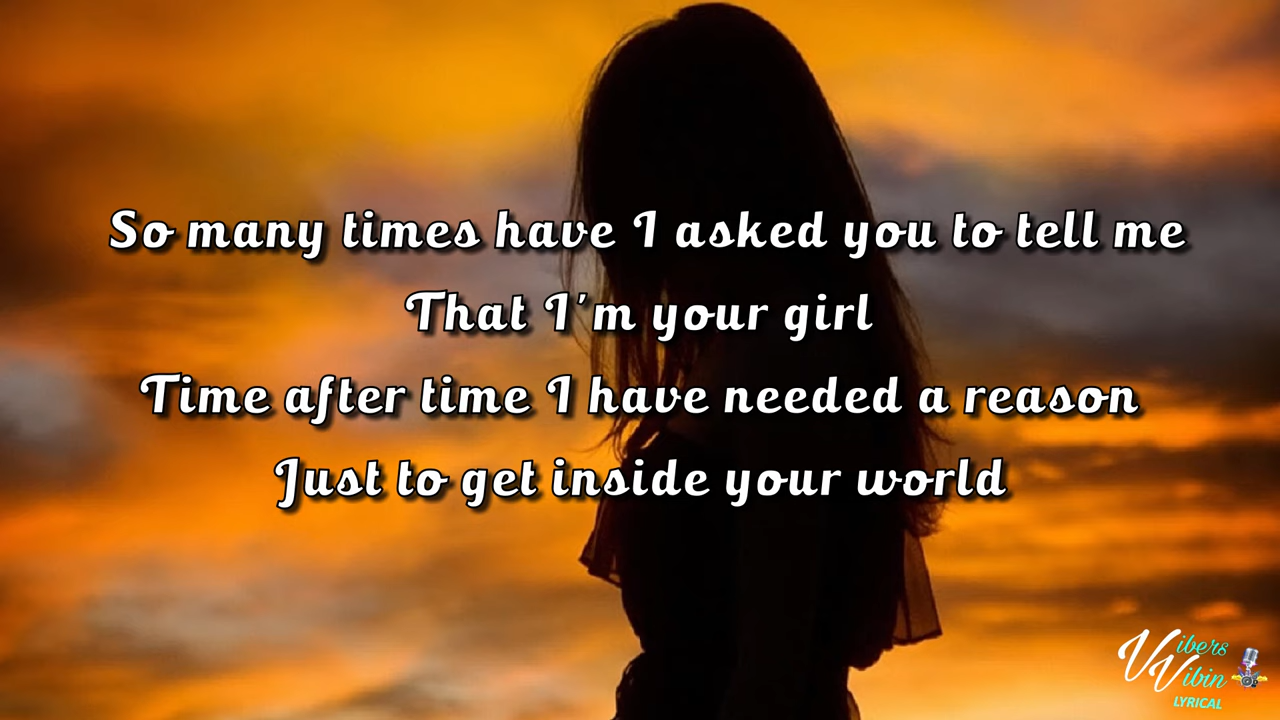 So many times have I asked you to tell me
That I'm your girl
Time after time I have needed a reason
Just to get inside your world
Vibers
Vibin
LYRICAL